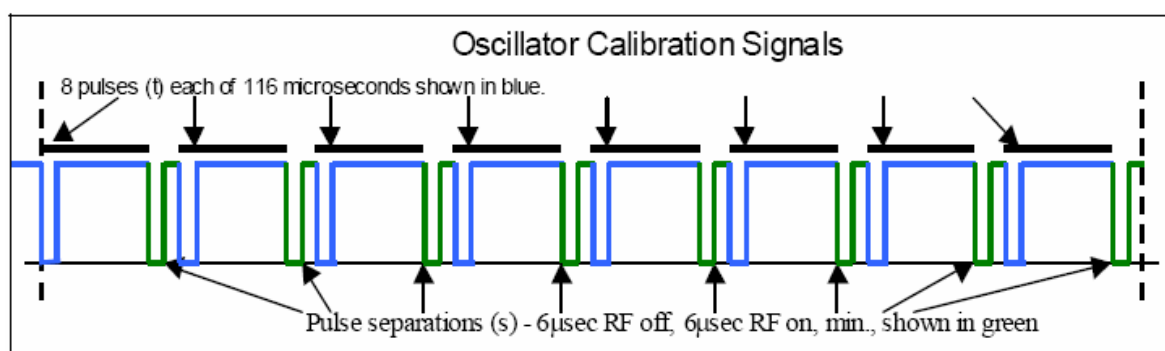 Oscillator Calibration Signals
8 pulses (t) each of 116 microseconds shown in blue.
Pulse separations (s) - 6μsec RF off, 6μsec RF on, min., shown in green